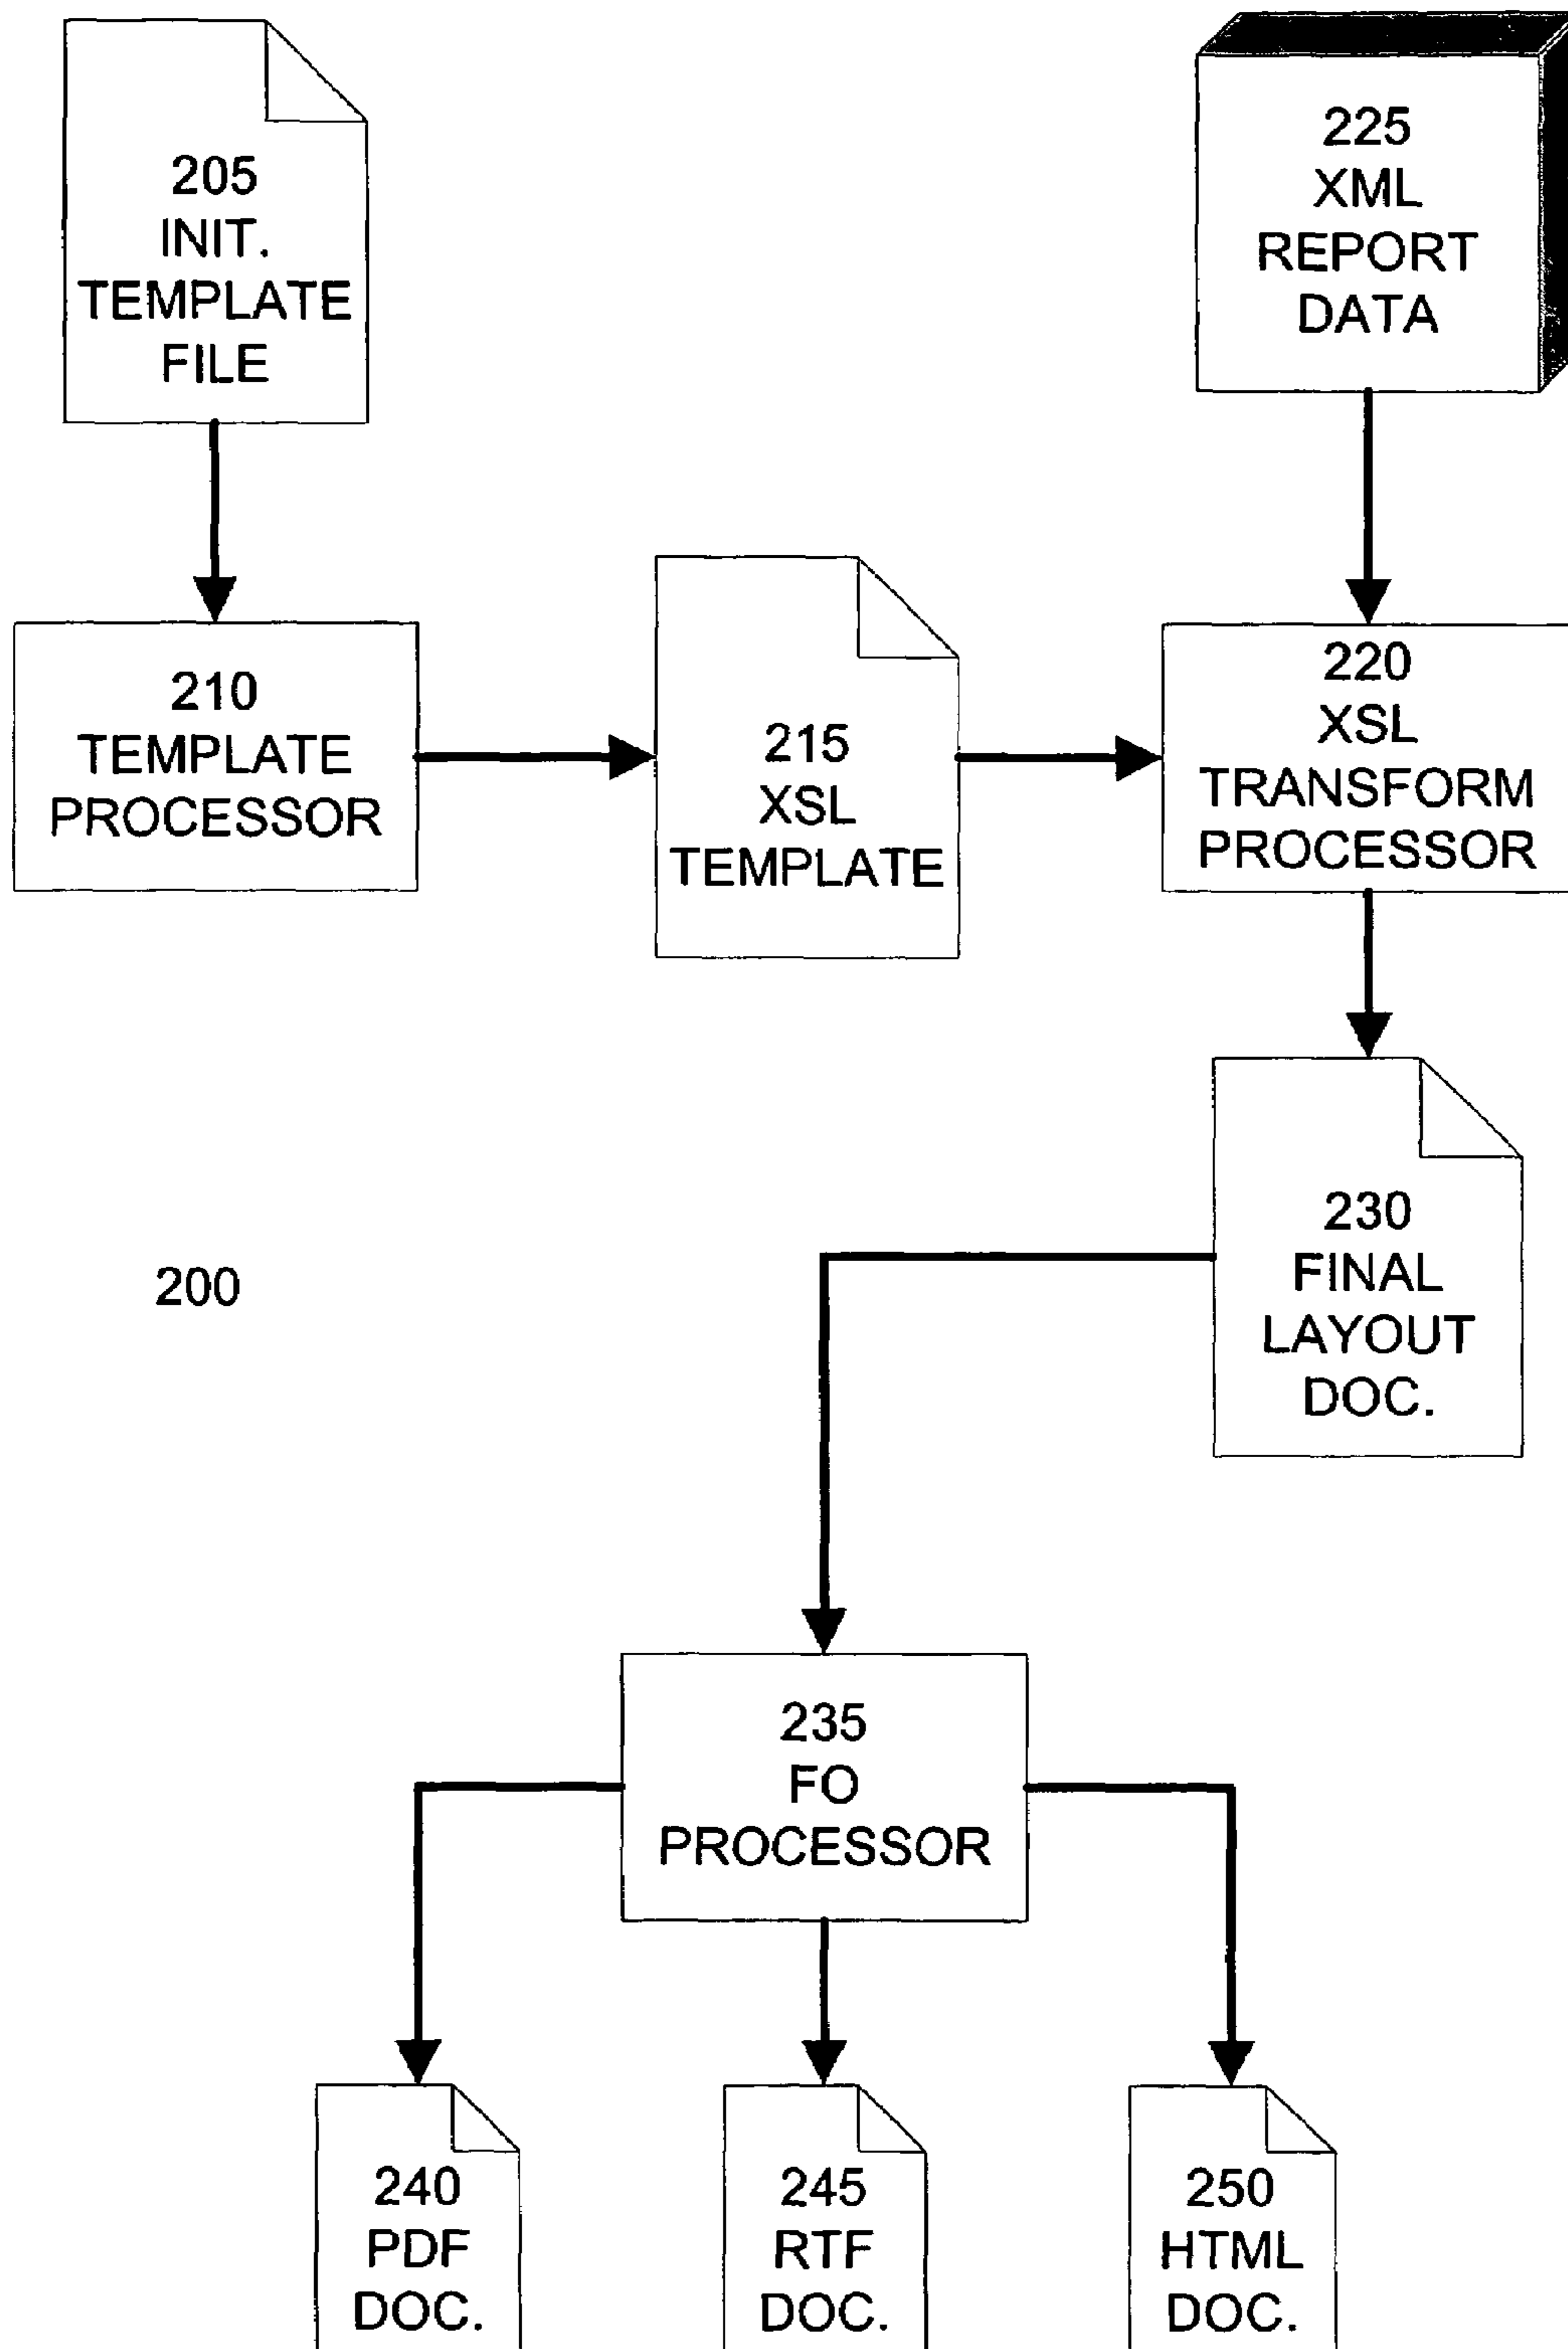 205
INIT.
TEMPLATE
FILE
225
XML
REPORT
DATA
210
TEMPLATE
PROCESSOR
215
XSL
TEMPLATE
220
XSL
TRANSFORM
PROCESSOR
230
FINAL
LAYOUT
DOC.
200
235
FO
PROCESSOR
240
PDF
DOC.
245
RTF
DOC.
250
HTML
DOC.